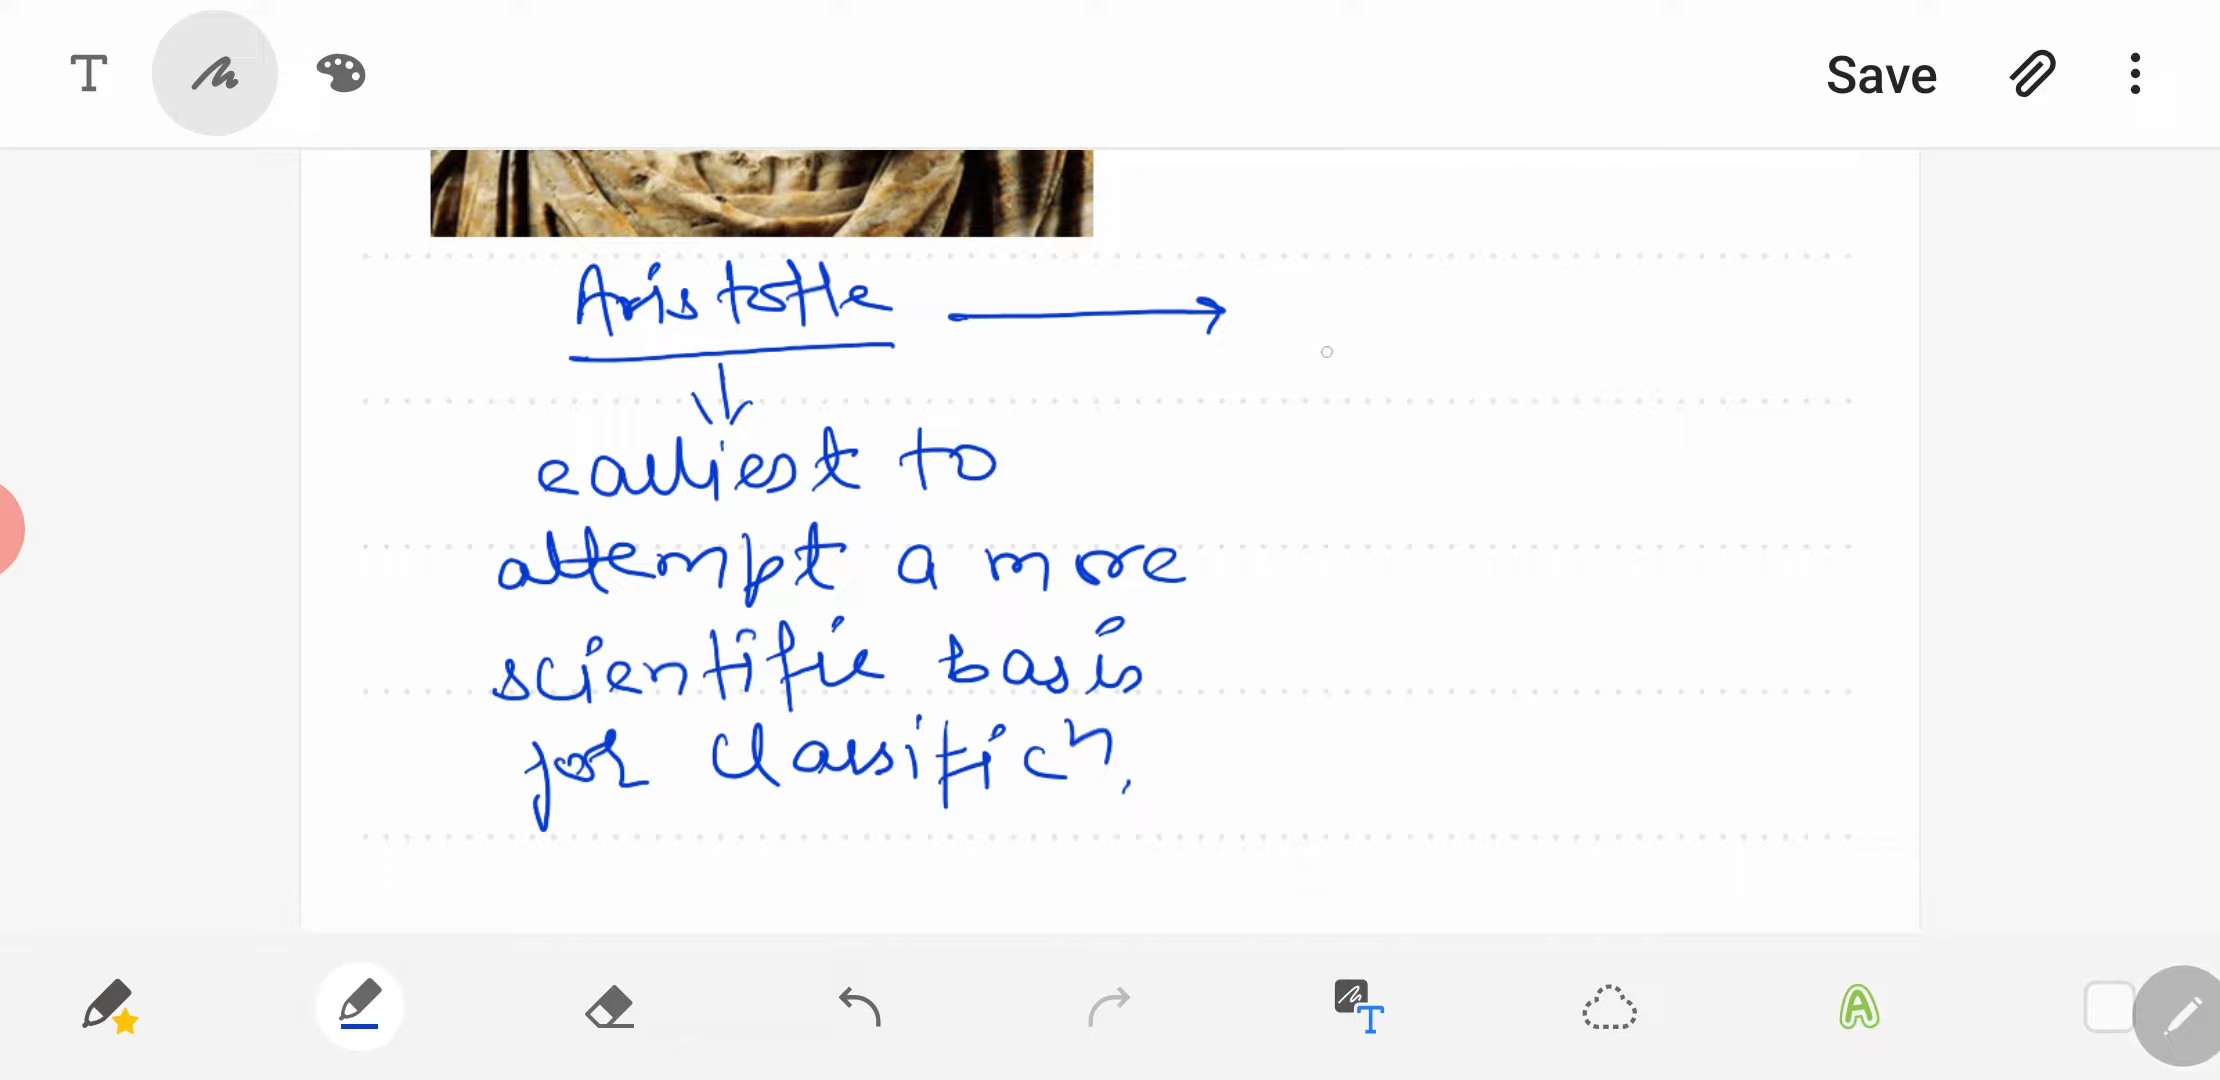 T
Save
Aristotle
earliest to
attempt a more
scientific basis
for classificn.
T
A